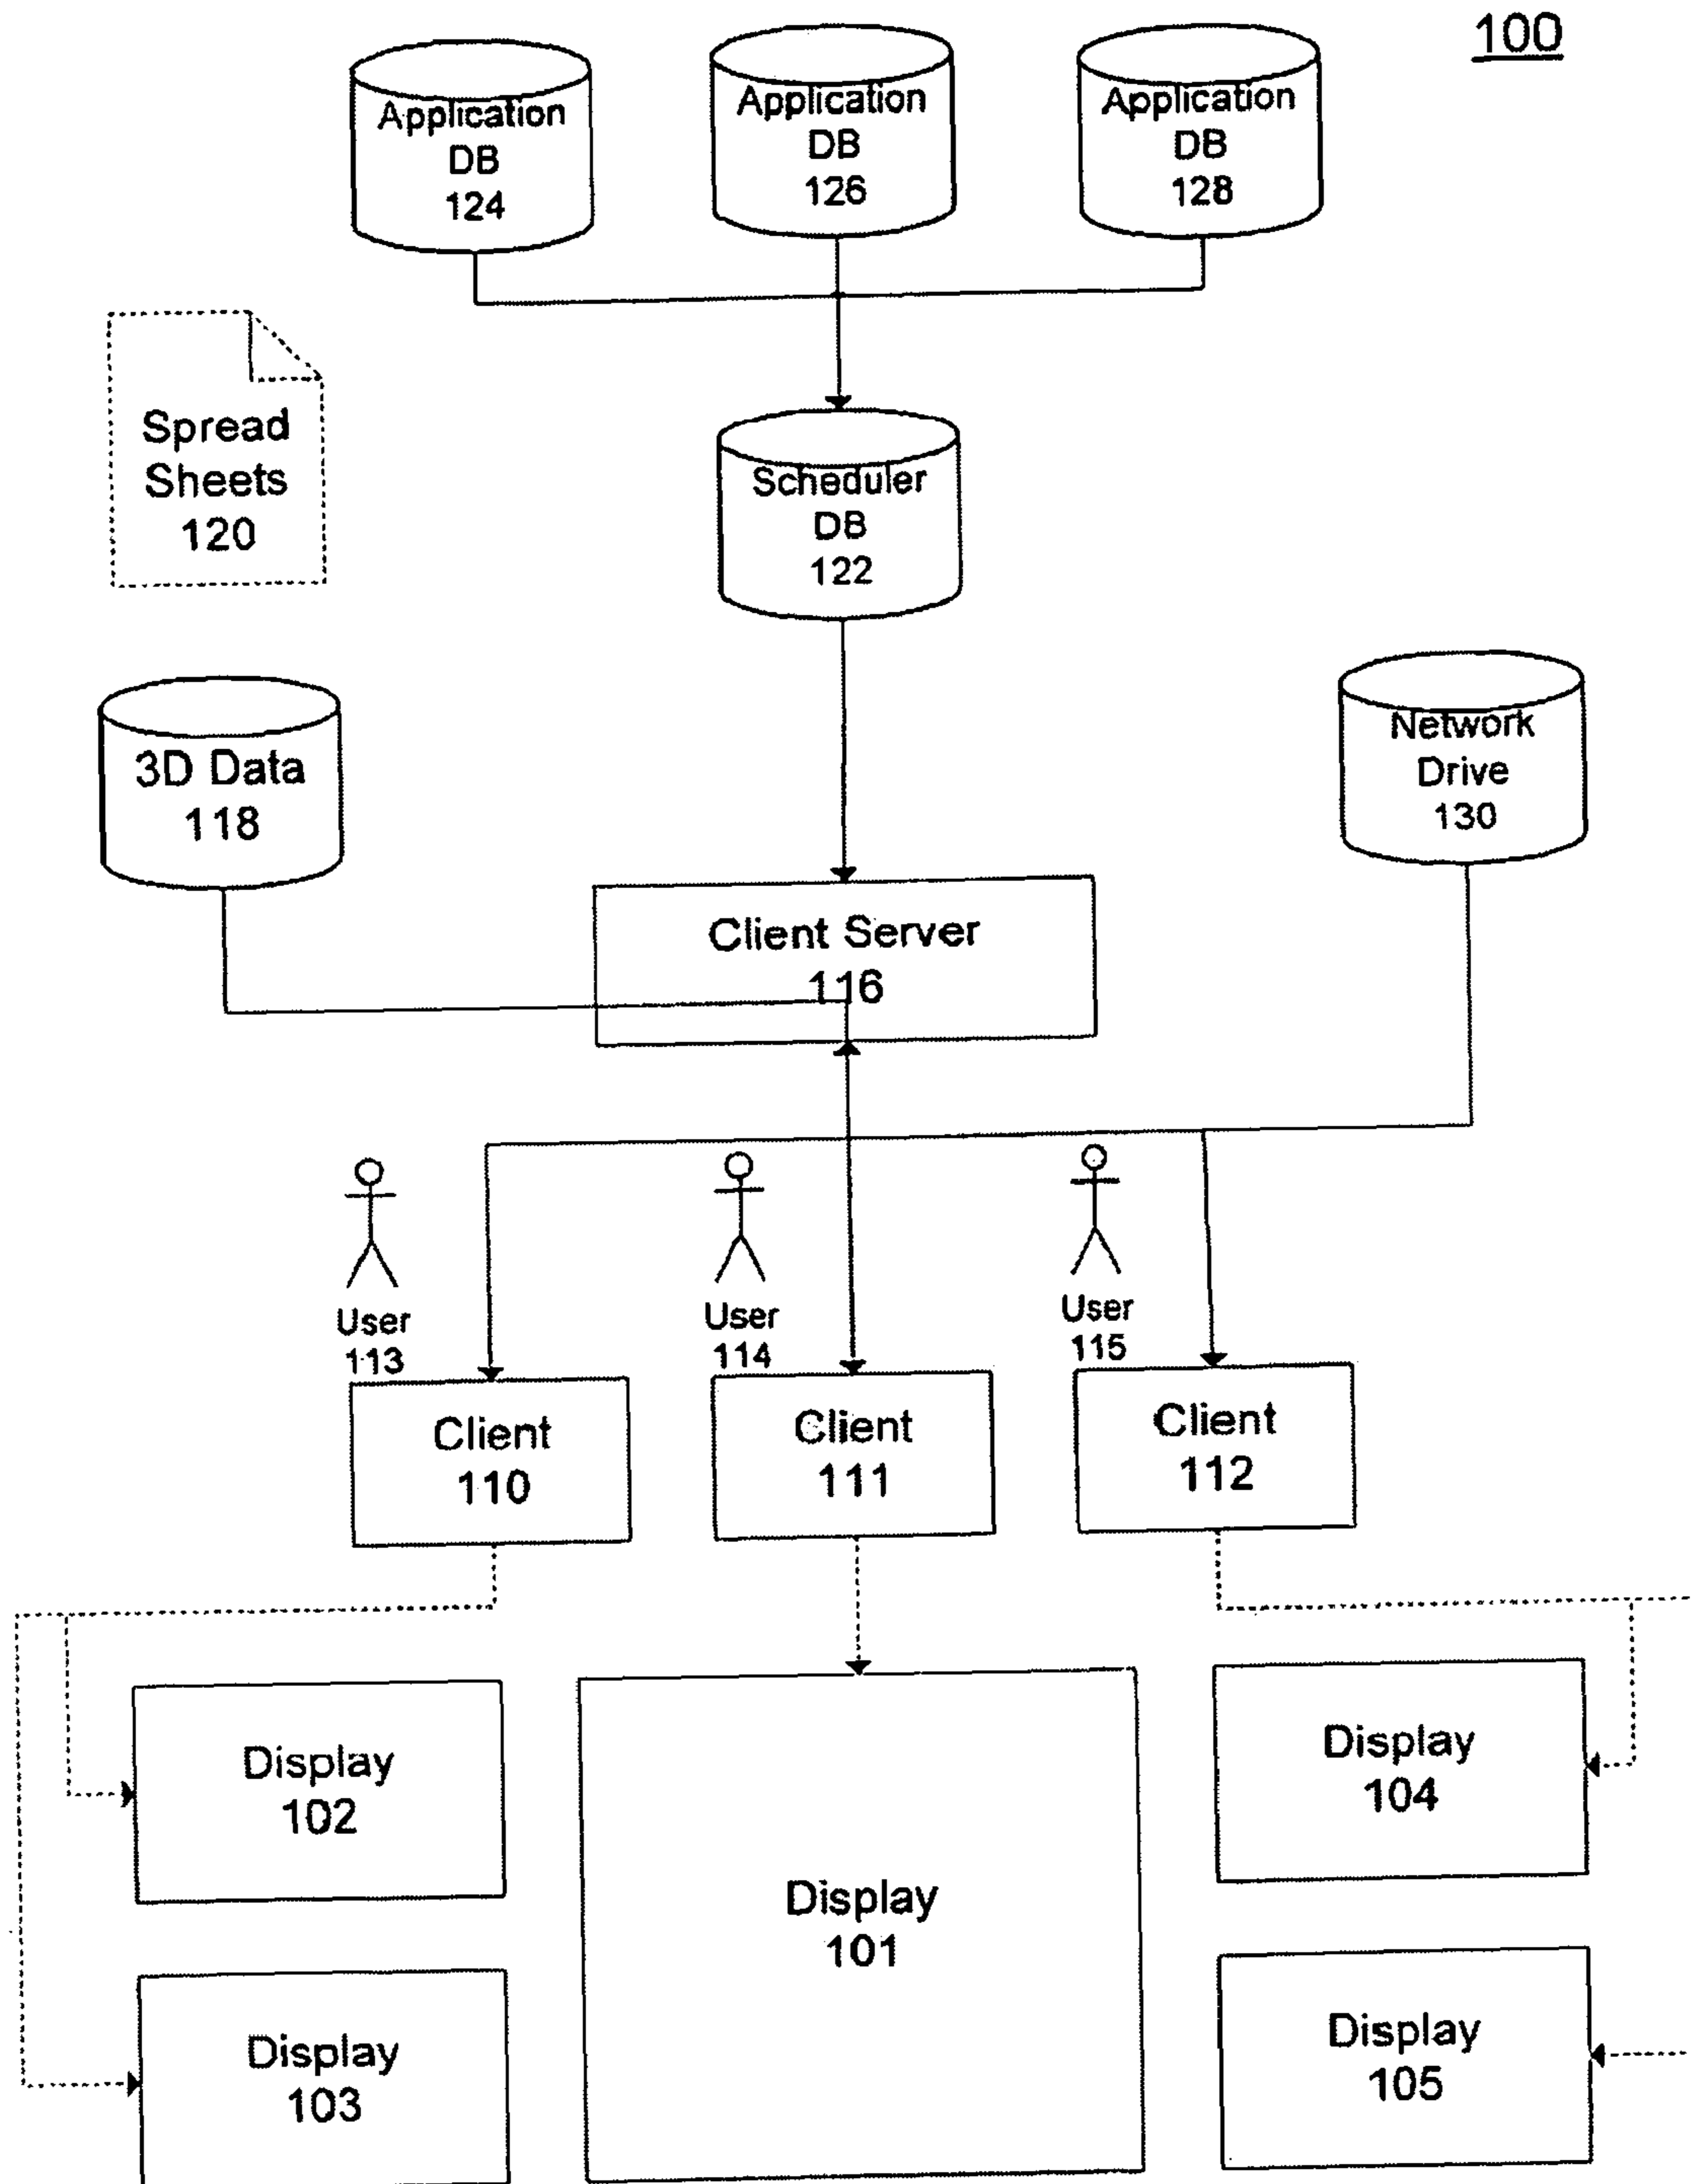 100
Application
DB
124
Application
DB
126
Application
DB
128
Spread
Sheets
120
Scheduler
DB
122
3D Data
118
Network
Drive
130
Client Server
116
User
113
User
114
User
115
Client
110
Client
111
Client
112
Display
102
Display
101
Display
104
Display
103
Display
105